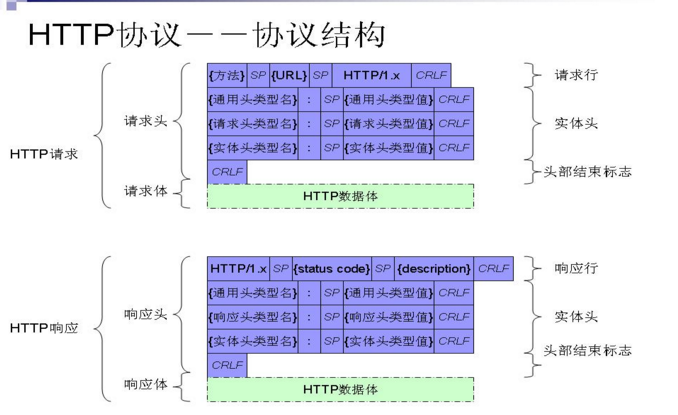 HTTP协议－－协议结构
{方法} SP {URL} SP HTTP/1.x CRLF
请求行
{通用头类型名} : SP {通用头类型值} CRLF
请求头
{请求头类型名} : SP {请求头类型值} CRLF
实体头
{实体头类型名} : SP {实体头类型值} CRLF
HTTP请求
CRLF
头部结束标志
请求体
HTTP数据体
HTTP/1.x SP {status code} SP {description} CRLF
响应行
{通用头类型名} : SP {通用头类型值} CRLF
响应头
{响应头类型名} : SP {响应头类型值} CRLF
实体头
HTTP响应
{实体头类型名} : SP {实体头类型值} CRLF
头部结束标志
CRLF
响应体
HTTP数据体